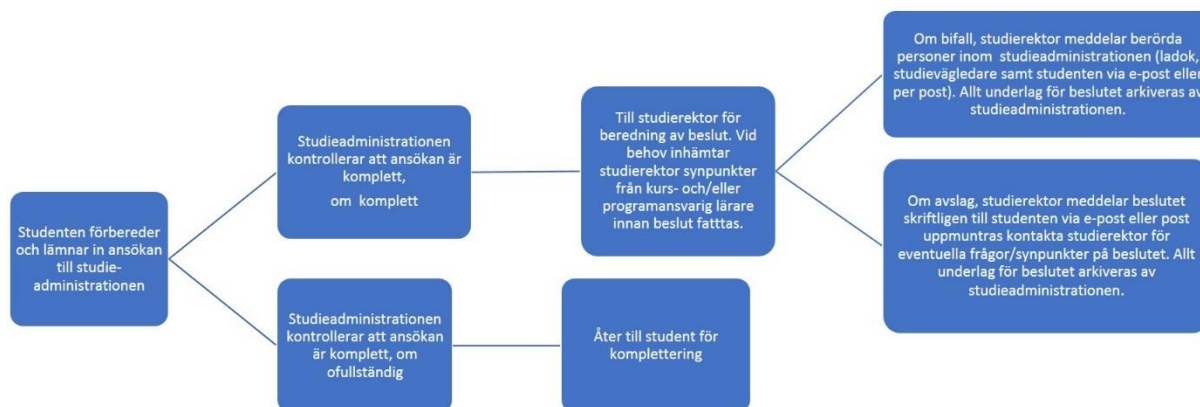 Studenten förbereder
och lämnar in ansökan
till studie-
administrationen
Studieadministrationen
kontrollerar att ansökan är
komplett,
om komplett
Studieadministrationen
kontrollerar att ansökan
är komplett, om
ofullständig
Till studierektor för
beredning av beslut. Vid
behov inhämtar
studierektor synpunkter
från kurs- och/eller
programansvarig lärare
innan beslut fatttas.
Åter till student för
komplettering
Om bifall, studierektor meddelar berörda
personer inom studieadministrationen (ladok,
studievägledare samt studenten via e-post eller
per post). Allt underlag för beslutet arkiveras av
studieadministrationen.
Om avslag, studierektor meddelar beslutet
skriftligen till studenten via e-post eller post
uppmuntras kontakta studierektor för
eventuella frågor/synpunkter på beslutet. Allt
underlag för beslutet arkiveras av
studieadministrationen.